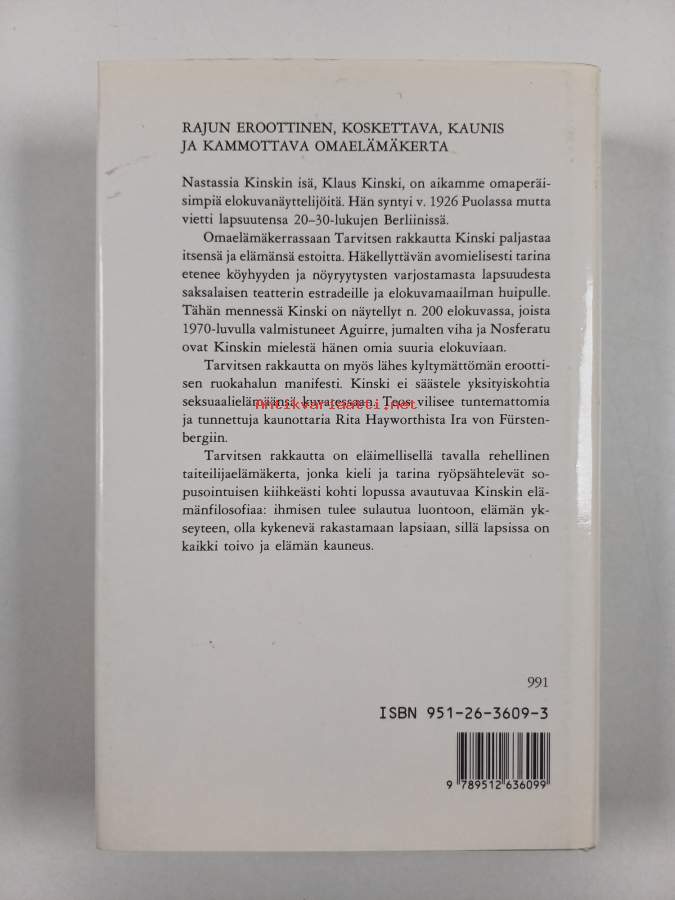 RAJUN EROOTTINEN, KOSKETTAVA, KAUNIS
JA KAMMOTTAVA OMAELÄMÄKERTA
Nastassia Kinskin isä, Klaus Kinski, on aikamme omaperäi-
simpiä elokuvanäyttelijöitä. Hän syntyi v. 1926 Puolassa mutta
vietti lapsuutensa 20–30-lukujen Berliinissä.
Omaelämäkerrassaan Tarvitsen rakkautta Kinski paljastaa
itsensä ja elämänsä estoitta. Häkellyttävän avomielisesti tarina
etenee köyhyyden ja nöyryytysten varjostamasta lapsuudesta
saksalaisen teatterin estradeille ja elokuvamaailman huipulle.
Tähän mennessä Kinski on näytellyt n. 200 elokuvassa, joista
1970-luvulla valmistuneet Aguirre, jumalten viha ja Nosferatu
ovat Kinskin mielestä hänen omia suuria elokuviaan.
Tarvitsen rakkautta on myös lähes kyltymättömän erootti-
sen ruokahalun manifesti. Kinski ei säästele yksityiskohtia
seksuaalielämäänsä kuvatessaan. Teos vilisee tuntemattomia
Antikvariaatti.net
ja tunnettuja kaunottaria Rita Hayworthista Ira von Fürsten-
bergiin.
Tarvitsen rakkautta on eläimellisellä tavalla rehellinen
taiteilijaelämäkerta, jonka kieli ja tarina ryöpsähtelevät so-
pusointuisen kiihkeästi kohti lopussa avautuvaa Kinskin elä-
mänfilosofiaa: ihmisen tulee sulautua luontoon, elämän yk-
seyteen, olla kykenevä rakastamaan lapsiaan, sillä lapsissa on
kaikki toivo ja elämän kauneus.
991
ISBN 951-26-3609-3
9 789512 636099